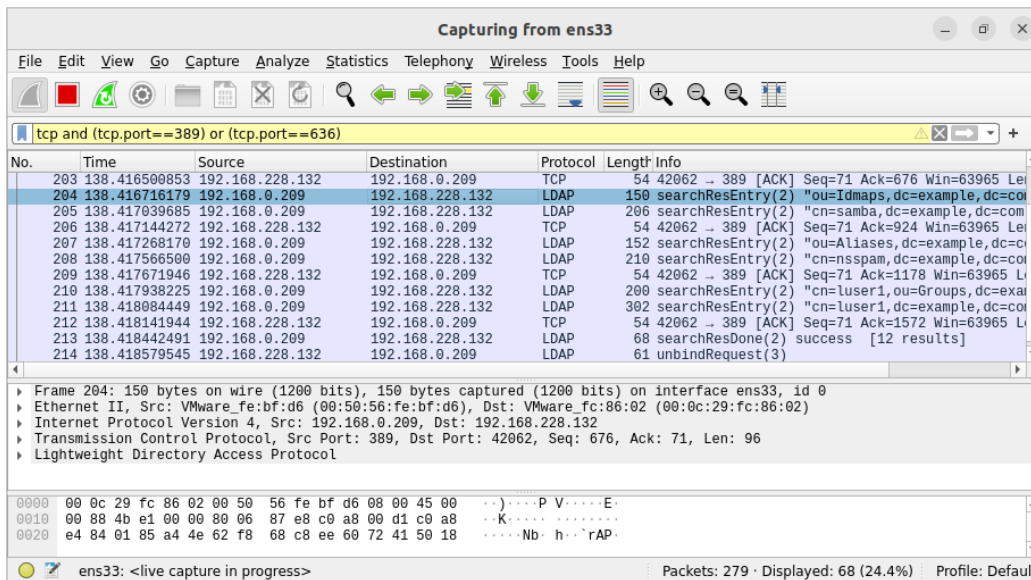 Capturing from ens33
File Edit View Go Capture Analyze Statistics Telephony Wireless Tools Help
tcp and (tcp.port==389) or (tcp.port==636)
No. Time Source Destination Protocol Length Info
203 138.416500853 192.168.228.132 192.168.0.209 TCP 54 42062 → 389 [ACK] Seq=71 Ack=676 Win=63965 Le
204 138.416716179 192.168.0.209 192.168.228.132 LDAP 150 searchResEntry(2) "ou=Idmaps,dc=example,dc=co
205 138.417039685 192.168.0.209 192.168.228.132 LDAP 206 searchResEntry(2) "cn=samba,dc=example,dc=com
206 138.417144272 192.168.228.132 192.168.0.209 TCP 54 42062 → 389 [ACK] Seq=71 Ack=924 Win=63965 Le
207 138.417268170 192.168.0.209 192.168.228.132 LDAP 152 searchResEntry(2) "ou=Aliases,dc=example,dc=c
208 138.417566500 192.168.0.209 192.168.228.132 LDAP 210 searchResEntry(2) "cn=nsspam,dc=example,dc=co
209 138.417671946 192.168.228.132 192.168.0.209 TCP 54 42062 → 389 [ACK] Seq=71 Ack=1178 Win=63965 L
210 138.417938225 192.168.0.209 192.168.228.132 LDAP 200 searchResEntry(2) "cn=luser1,ou=Groups,dc=exa
211 138.418084449 192.168.0.209 192.168.228.132 LDAP 302 searchResEntry(2) "cn=luser1,dc=example,dc=co
212 138.418141944 192.168.228.132 192.168.0.209 TCP 54 42062 → 389 [ACK] Seq=71 Ack=1572 Win=63965 L
213 138.418442491 192.168.0.209 192.168.228.132 LDAP 68 searchResDone(2) success [12 results]
214 138.418579545 192.168.228.132 192.168.0.209 LDAP 61 unbindRequest(3)
Frame 204: 150 bytes on wire (1200 bits), 150 bytes captured (1200 bits) on interface ens33, id 0
Ethernet II, Src: VMware_fe:bf:d6 (00:50:56:fe:bf:d6), Dst: VMware_fc:86:02 (00:0c:29:fc:86:02)
Internet Protocol Version 4, Src: 192.168.0.209, Dst: 192.168.228.132
Transmission Control Protocol, Src Port: 389, Dst Port: 42062, Seq: 676, Ack: 71, Len: 96
Lightweight Directory Access Protocol
0000 00 0c 29 fc 86 02 00 50 56 fe bf d6 08 00 45 00 ··)····P V·····E·
0010 00 88 4b e1 00 00 80 06 87 e8 c0 a8 00 d1 c0 a8 ··K····· ········
0020 e4 84 01 85 a4 4e 62 f8 68 c8 ee 60 72 41 50 18 ·····Nb· h··`rAP·
ens33: <live capture in progress> Packets: 279 · Displayed: 68 (24.4%) Profile: Defau